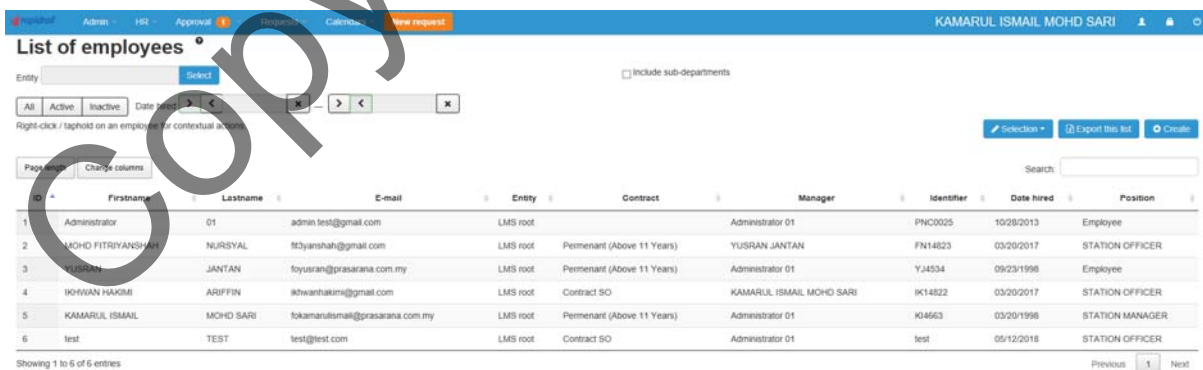 rapidrail Admin HR Approval 1 Requests Calendars New request KAMARUL ISMAIL MOHD SARI
List of employees
Entity Select Include sub-departments
All Active Inactive Date hired
Right-click / taphold on an employee for contextual actions.
Selection Export this list Create
Page length Change columns Search:
ID Firstname Lastname E-mail Entity Contract Manager Identifier Date hired Position
1 Administrator 01 admin.test@gmail.com LMS root Administrator 01 PNC0025 10/28/2013 Employee
2 MOHD FITRIYANSHAH NURSYAL fit3yanshah@gmail.com LMS root Permenant (Above 11 Years) YUSRAN JANTAN FN14823 03/20/2017 STATION OFFICER
3 YUSRAN JANTAN foyusran@prasarana.com.my LMS root Permenant (Above 11 Years) Administrator 01 YJ4534 09/23/1998 Employee
4 IKHWAN HAKIMI ARIFFIN ikhwanhakimi@gmail.com LMS root Contract SO KAMARUL ISMAIL MOHD SARI IK14822 03/20/2017 STATION OFFICER
5 KAMARUL ISMAIL MOHD SARI fokamarulismail@prasarana.com.my LMS root Permenant (Above 11 Years) Administrator 01 KI4663 03/20/1998 STATION MANAGER
6 test TEST test@test.com LMS root Contract SO Administrator 01 test 05/12/2018 STATION OFFICER
Showing 1 to 6 of 6 entries Previous 1 Next
Copy